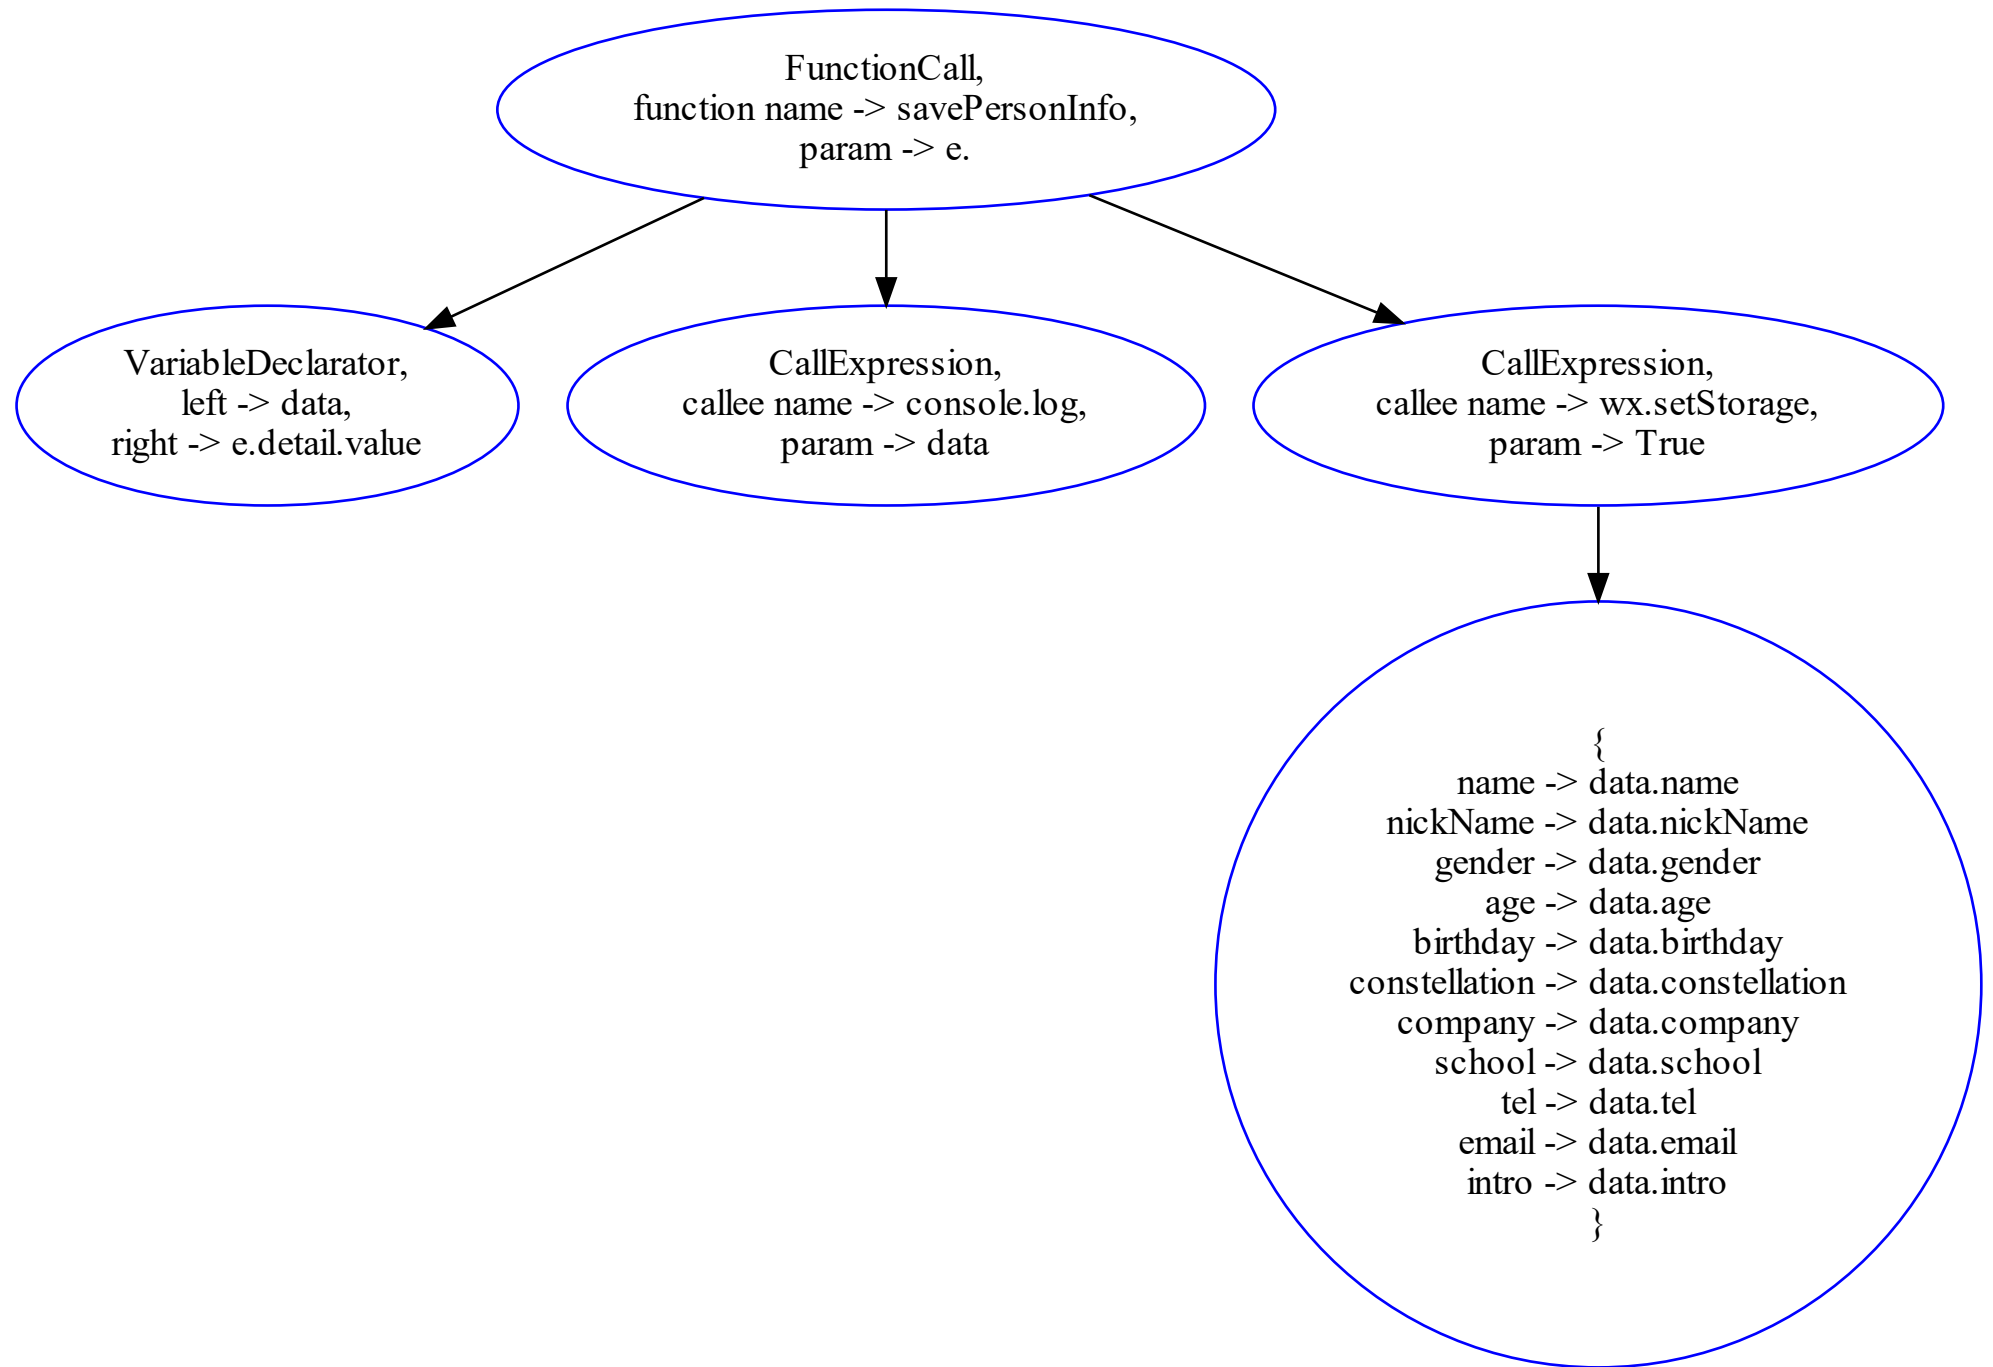 FunctionCall,
function name -> savePersonInfo,
param -> e.
VariableDeclarator,
left -> data,
right -> e.detail.value
CallExpression,
callee name -> console.log,
param -> data
CallExpression,
callee name -> wx.setStorage,
param -> True
{
name -> data.name
nickName -> data.nickName
gender -> data.gender
age -> data.age
birthday -> data.birthday
constellation -> data.constellation
company -> data.company
school -> data.school
tel -> data.tel
email -> data.email
intro -> data.intro
}